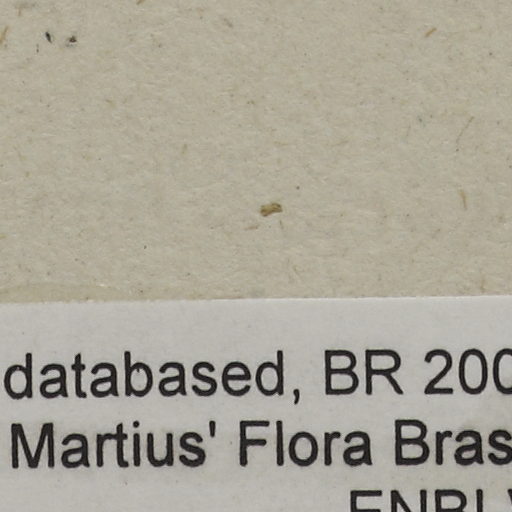 databased, BR 200
Martius' Flora Bras